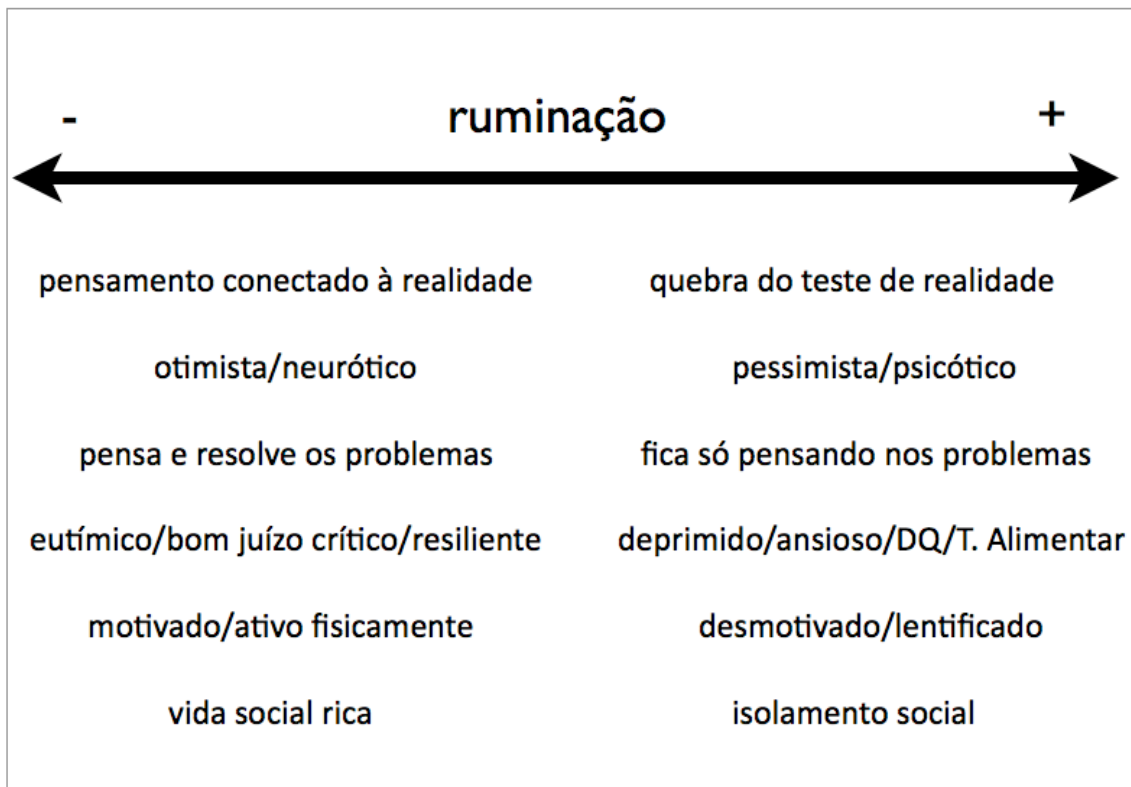 - ruminação +
pensamento conectado à realidade quebra do teste de realidade
otimista/neurótico pessimista/psicótico
pensa e resolve os problemas fica só pensando nos problemas
eutímico/bom juízo crítico/resiliente deprimido/ansioso/DQ/T. Alimentar
motivado/ativo fisicamente desmotivado/lentificado
vida social rica isolamento social